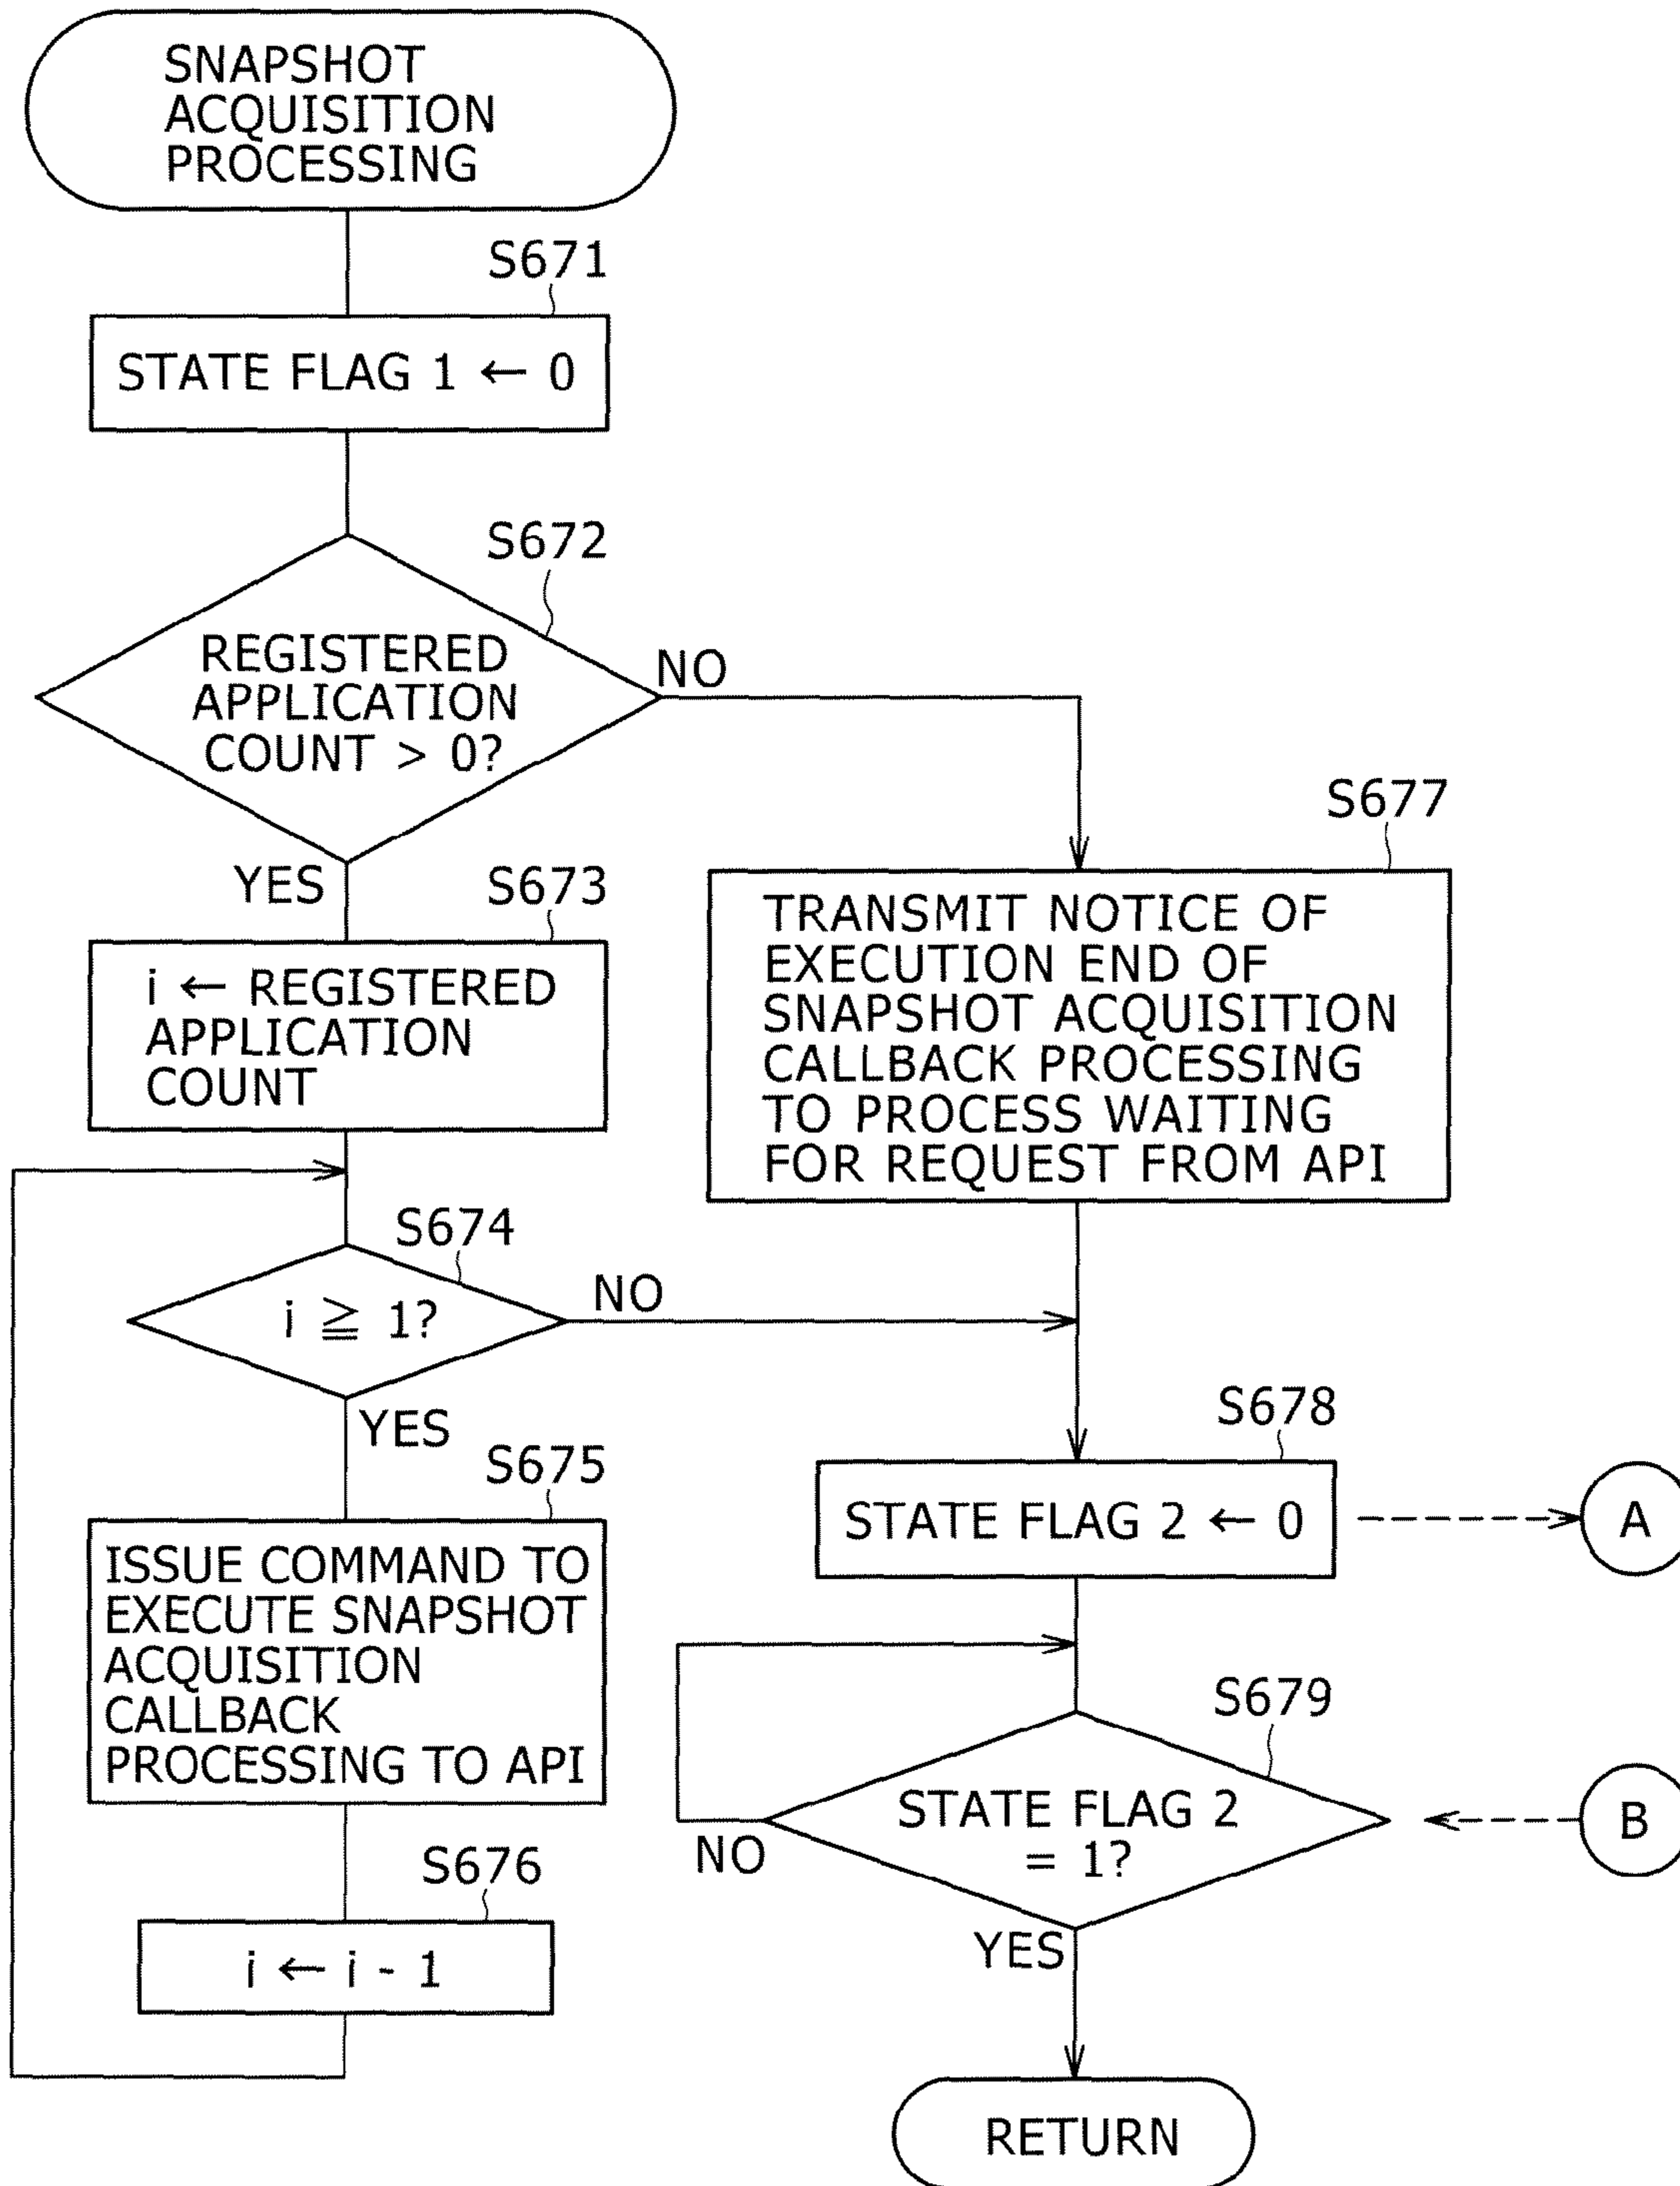 SNAPSHOT
ACQUISITION
PROCESSING
S671
STATE FLAG 1 ← 0
S672
REGISTERED
APPLICATION
COUNT > 0?
NO
YES
S673
i ← REGISTERED
APPLICATION
COUNT
S677
TRANSMIT NOTICE OF
EXECUTION END OF
SNAPSHOT ACQUISITION
CALLBACK PROCESSING
TO PROCESS WAITING
FOR REQUEST FROM API
S674
i ≧ 1?
NO
YES
S675
ISSUE COMMAND TO
EXECUTE SNAPSHOT
ACQUISITION
CALLBACK
PROCESSING TO API
S676
i ← i - 1
S678
STATE FLAG 2 ← 0
A
S679
STATE FLAG 2
= 1?
B
NO
YES
RETURN